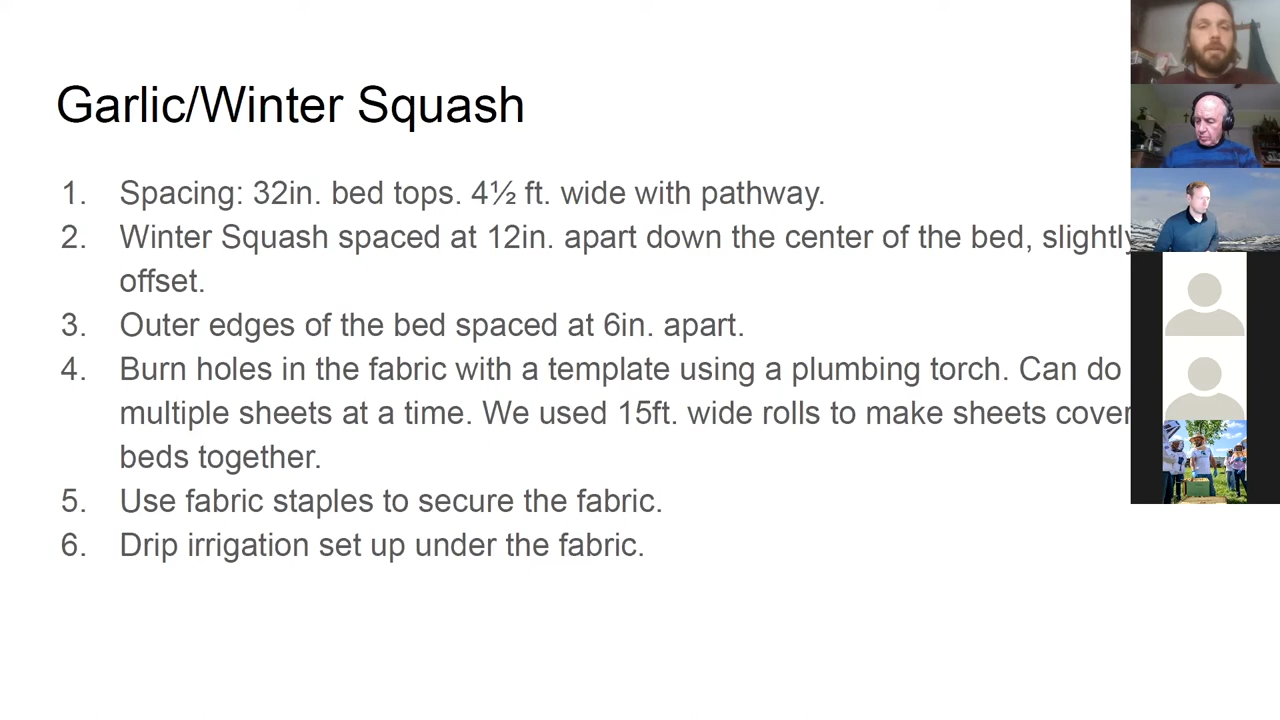 Garlic/Winter Squash
1. Spacing: 32in. bed tops. 4½ ft. wide with pathway.
2. Winter Squash spaced at 12in. apart down the center of the bed, slightly
offset.
3. Outer edges of the bed spaced at 6in. apart.
4. Burn holes in the fabric with a template using a plumbing torch. Can do
multiple sheets at a time. We used 15ft. wide rolls to make sheets cover
beds together.
5. Use fabric staples to secure the fabric.
6. Drip irrigation set up under the fabric.